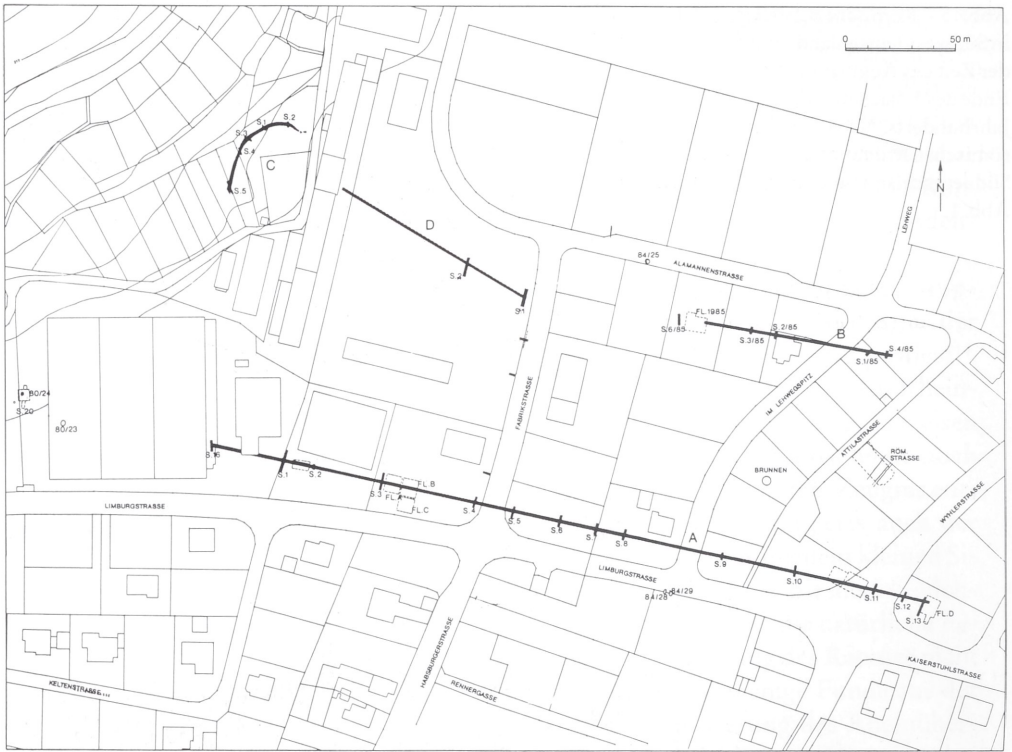 0 50 m
N
LEHWEG
S.2
S.1
S.3
S.4
S.5
C
D
S.2
S.1
84/25
ALAMANNENSTRASSE
FL.1985
S.6/85
S.2/85
S.3/85
B
S.4/85
S.1/85
FABRIKSTRASSE
IM LEHWEGSPITZ
ATTILASTRASSE
RÖM.
STRASSE
BRUNNEN
WYHLERSTRASSE
80/24
S.20
80/23
S.16
S.1
S.2
S.3
FL.A
FL.B
FL.C
S.4
S.5
S.6
S.7
S.8
A
S.9
S.10
S.11
S.12
S.13
FL.D
LIMBURGSTRASSE
LIMBURGSTRASSE
84/28
84/29
HABSBURGERSTRASSE
RENNERGASSE
KAISERSTUHLSTRASSE
KELTENSTRASSE